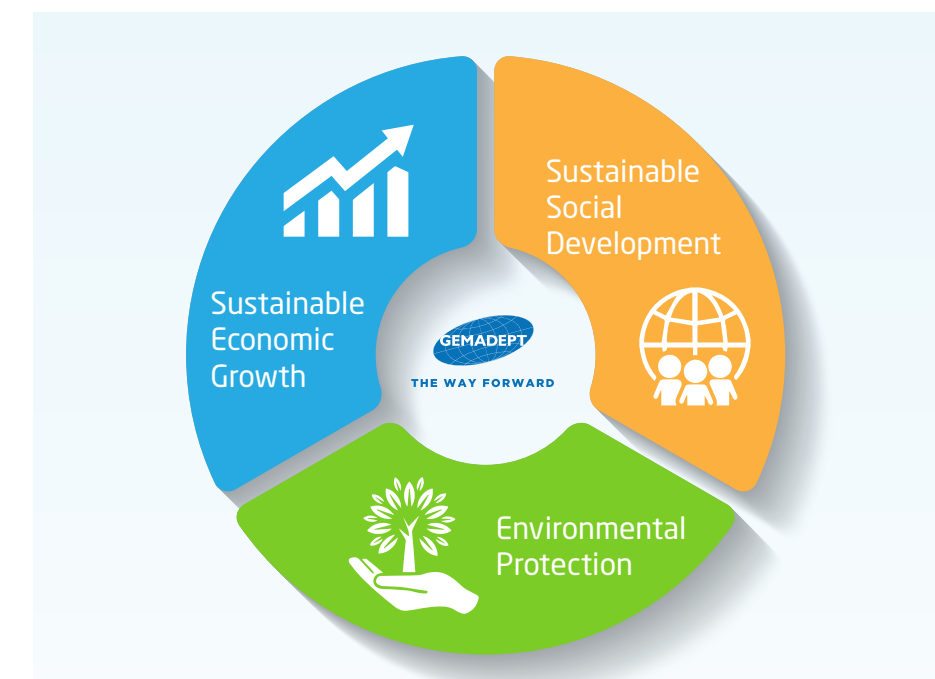 Sustainable
Economic
Growth
Sustainable
Social
Development
GEMADEPT
THE WAY FORWARD
Environmental
Protection